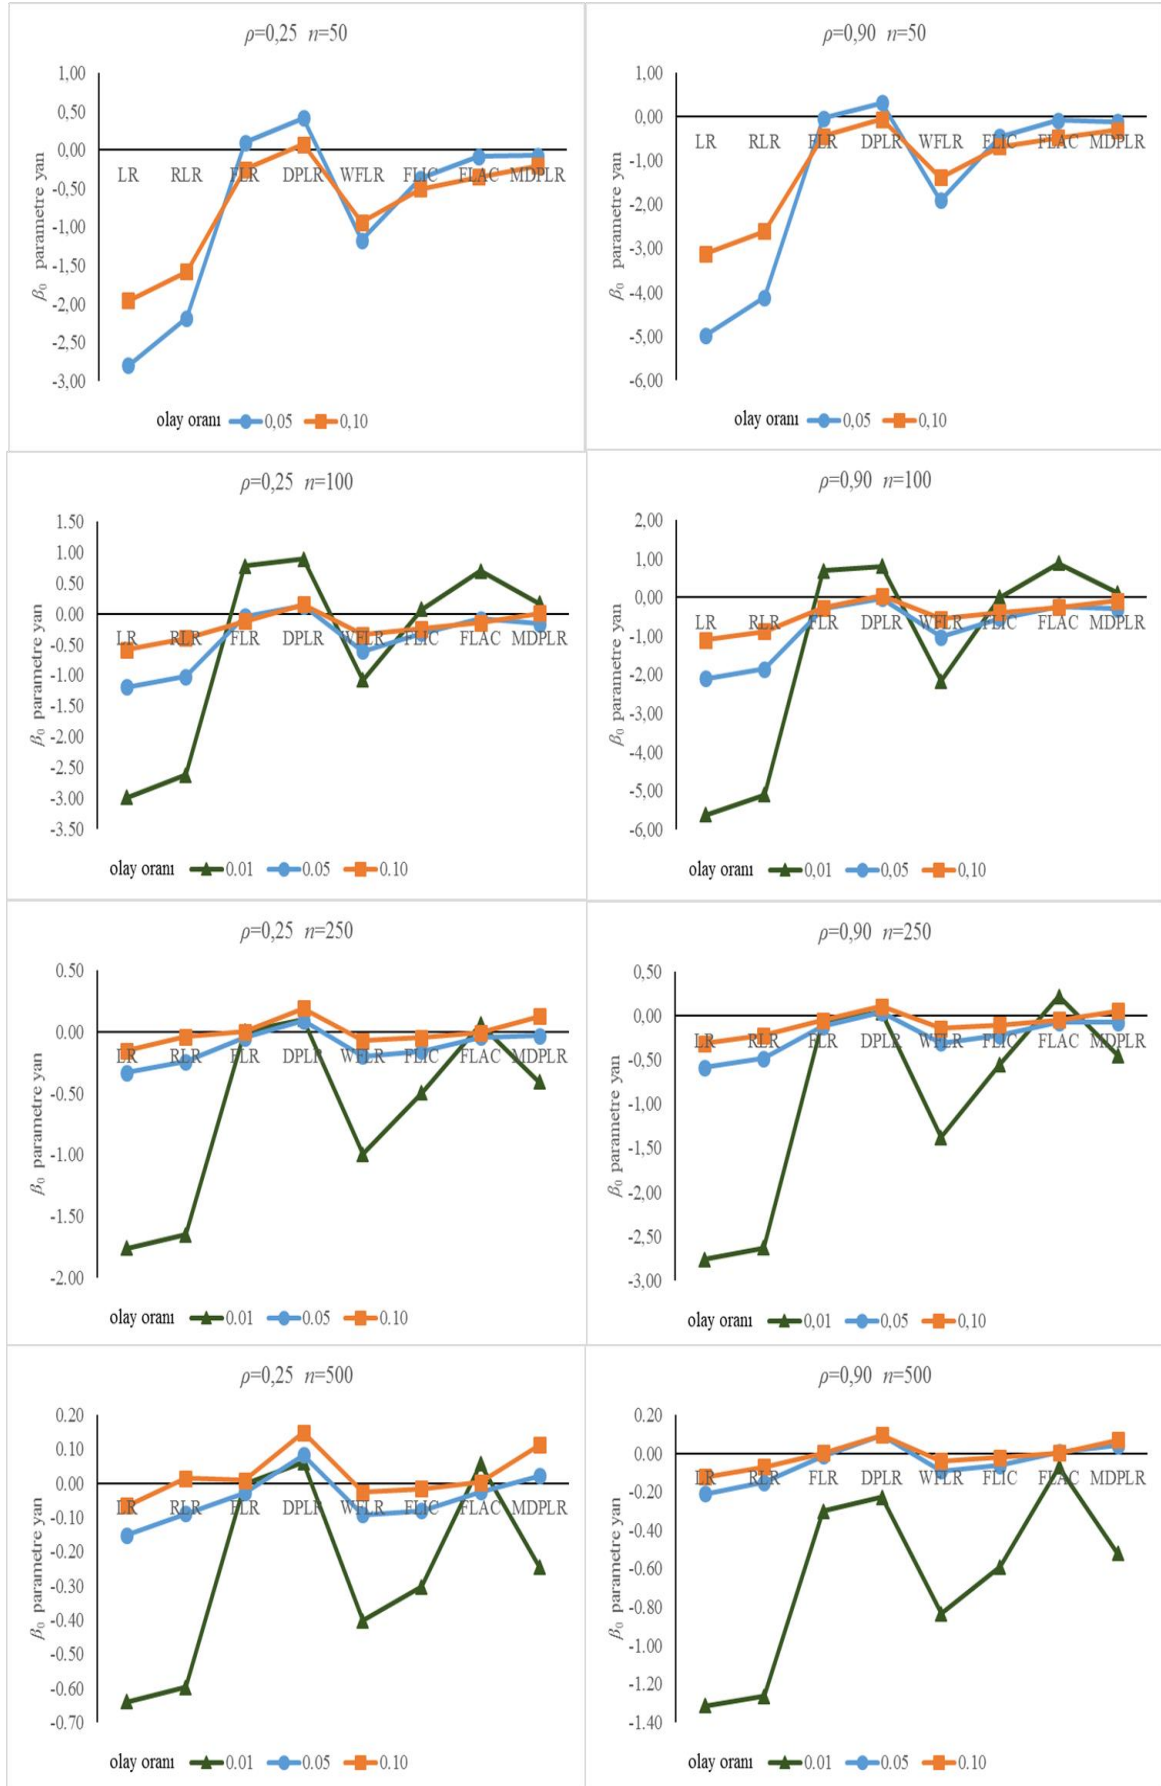 ρ=0,25 n=50
1,00
0,50
0,00
-0,50
-1,00
-1,50
-2,00
-2,50
-3,00
β0 parametre yan
LR RLR FLR DPLR WFLR FLIC FLAC MDPLR
olay oranı 0,05 0,10
ρ=0,90 n=50
1,00
0,00
-1,00
-2,00
-3,00
-4,00
-5,00
-6,00
β0 parametre yan
LR RLR FLR DPLR WFLR FLIC FLAC MDPLR
olay oranı 0,05 0,10
ρ=0,25 n=100
1.50
1.00
0.50
0.00
-0.50
-1.00
-1.50
-2.00
-2.50
-3.00
-3.50
β0 parametre yan
LR RLR FLR DPLR WFLR FLIC FLAC MDPLR
olay oranı 0.01 0.05 0.10
ρ=0,90 n=100
2,00
1,00
0,00
-1,00
-2,00
-3,00
-4,00
-5,00
-6,00
β0 parametre yan
LR RLR FLR DPLR WFLR FLIC FLAC MDPLR
olay oranı 0,01 0,05 0,10
ρ=0,25 n=250
0.50
0.00
-0.50
-1.00
-1.50
-2.00
β0 parametre yan
LR RLR FLR DPLR WFLR FLIC FLAC MDPLR
olay oranı 0.01 0.05 0.10
ρ=0,90 n=250
0,50
0,00
-0,50
-1,00
-1,50
-2,00
-2,50
-3,00
β0 parametre yan
LR RLR FLR DPLR WFLR FLIC FLAC MDPLR
olay oranı 0,01 0,05 0,10
ρ=0,25 n=500
0.20
0.10
0.00
-0.10
-0.20
-0.30
-0.40
-0.50
-0.60
-0.70
β0 parametre yan
LR RLR FLR DPLR WFLR FLIC FLAC MDPLR
olay oranı 0.01 0.05 0.10
ρ=0,90 n=500
0.20
0.00
-0.20
-0.40
-0.60
-0.80
-1.00
-1.20
-1.40
β0 parametre yan
LR RLR FLR DPLR WFLR FLIC FLAC MDPLR
olay oranı 0.01 0.05 0.10